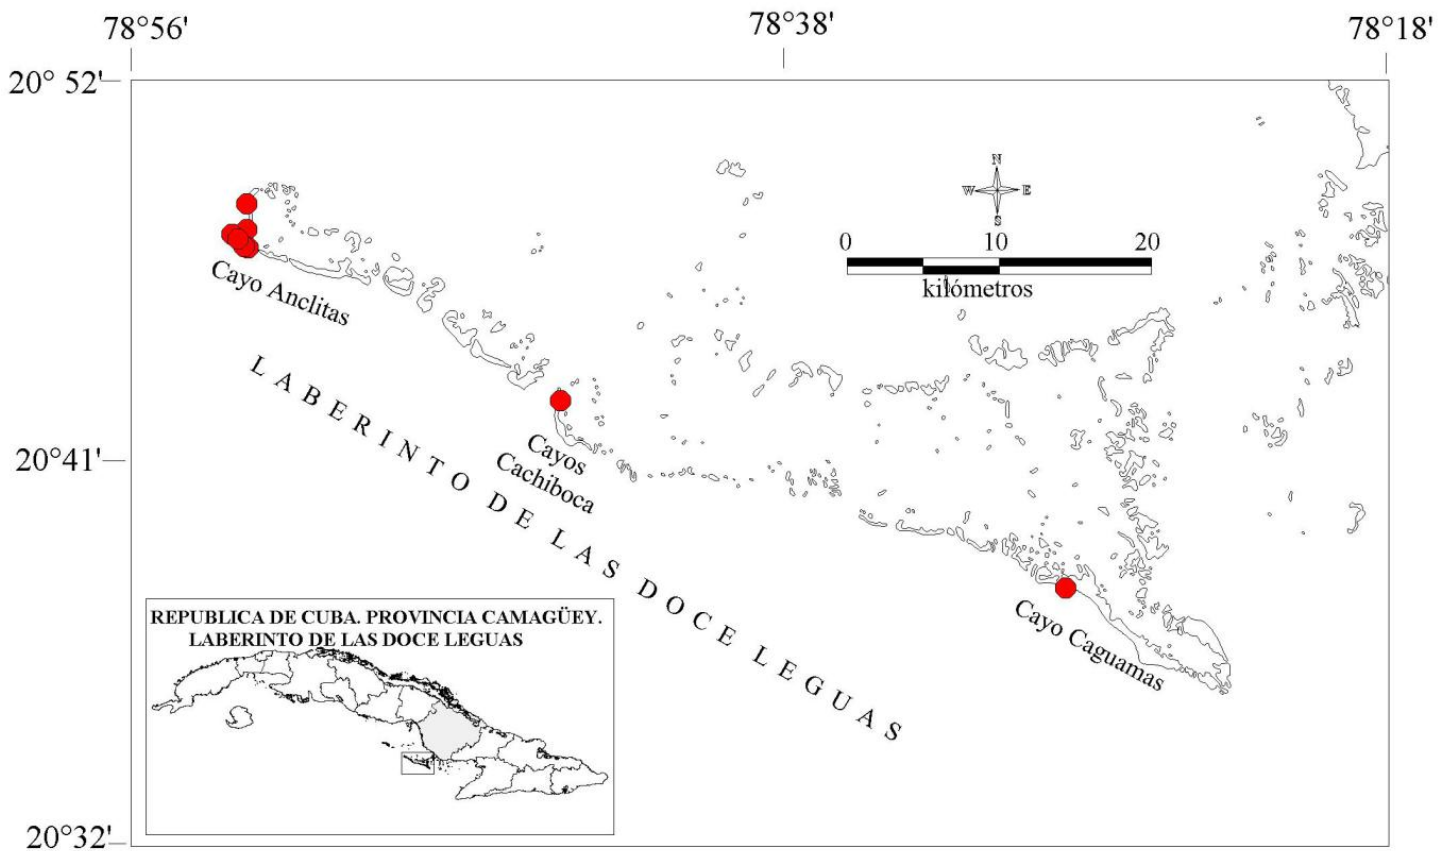 78°56'
78°38'
78°18'
20° 52'
N
W
E
S
0
10
20
kilómetros
Cayo Anclitas
LABERINTO DE LAS DOCE LEGUAS
20°41'
Cayos
Cachiboca
Cayo Caguamas
REPUBLICA DE CUBA. PROVINCIA CAMAGÜEY.
LABERINTO DE LAS DOCE LEGUAS
20°32'